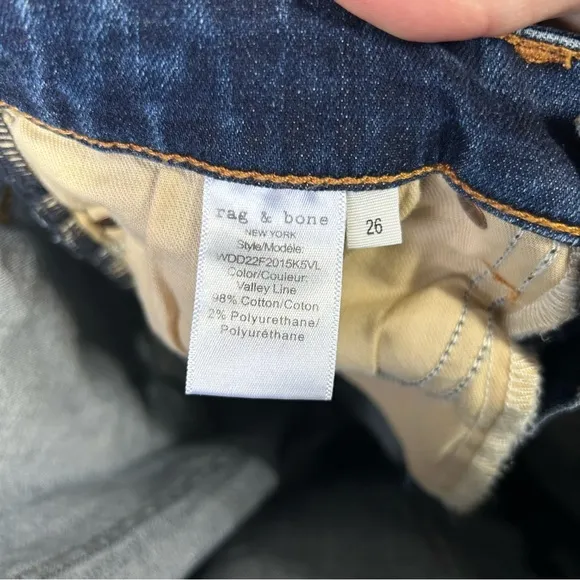 rag & bone
NEW YORK
Style/Modèle:
WDD22F2015K5VL
Color/Couleur:
Valley Line
98% Cotton/Coton
2% Polyurethane/
Polyuréthane
26